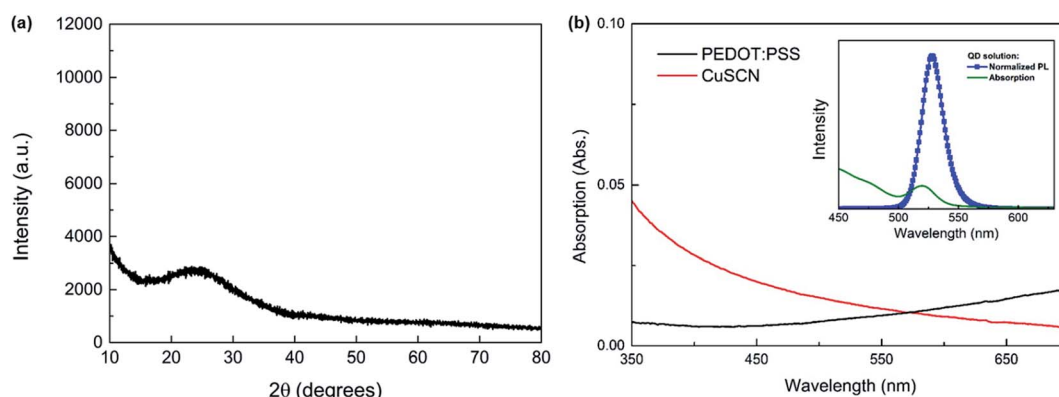 (a)
12000
10000
8000
6000
4000
2000
0
Intensity (a.u.)
10 20 30 40 50 60 70 80
2θ (degrees)
(b)
0.10
0.05
0.00
Absorption (Abs.)
PEDOT:PSS
CuSCN
350 450 550 650
Wavelength (nm)
QD solution:
Normalized PL
Absorption
Intensity
450 500 550 600
Wavelength (nm)